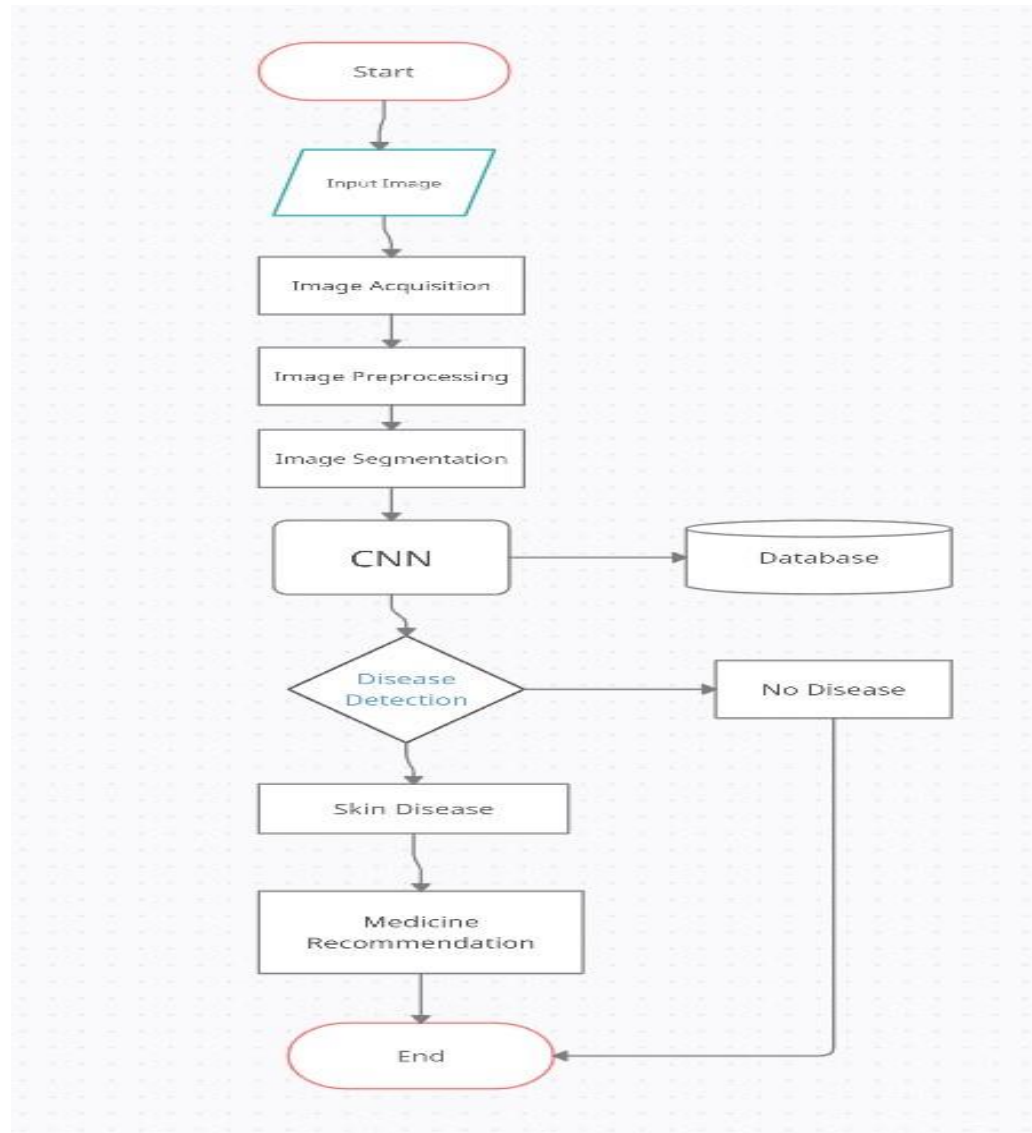 Start
Input Image
Image Acquisition
Image Preprocessing
Image Segmentation
CNN
Database
Disease
Detection
No Disease
Skin Disease
Medicine
Recommendation
End